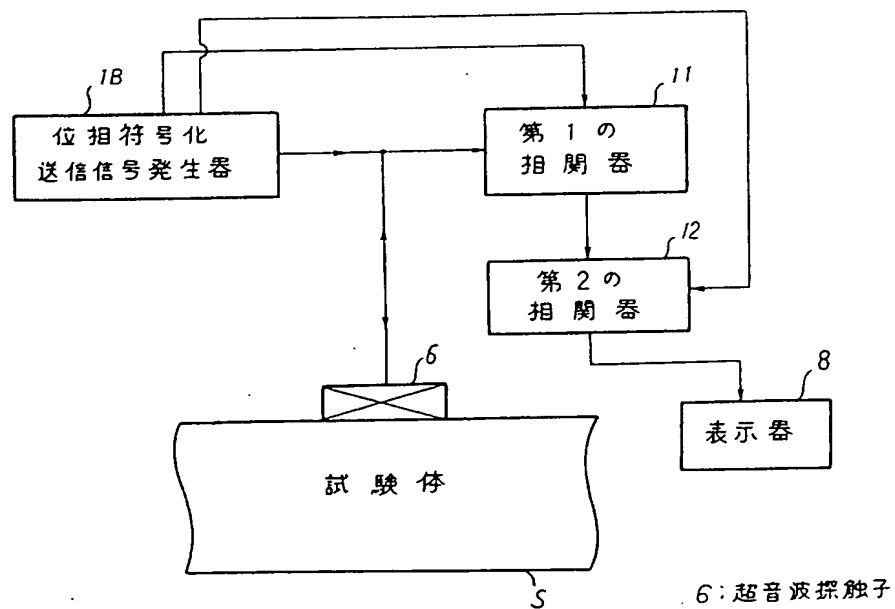 1B
位相符号化
送信信号発生器
11
第1の
相関器
12
第2の
相関器
6
8
表示器
試験体
S
6:超音波探触子